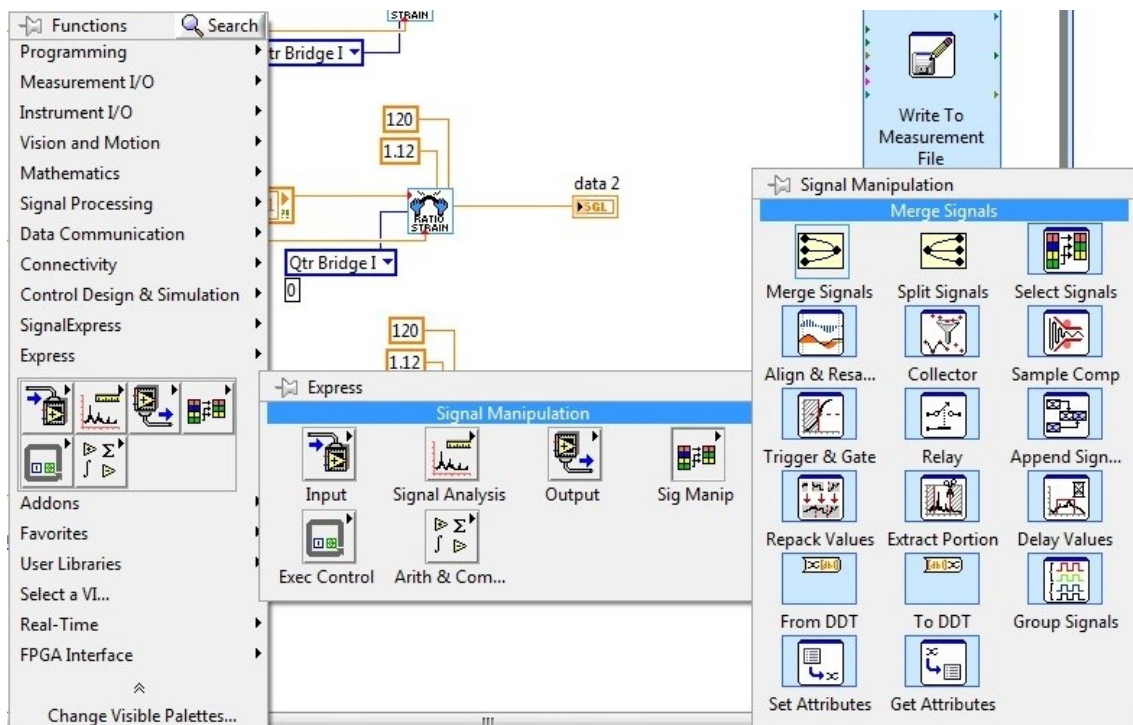 Functions
Search
Programming
Measurement I/O
Instrument I/O
Vision and Motion
Mathematics
Signal Processing
Data Communication
Connectivity
Control Design & Simulation
SignalExpress
Express
Addons
Favorites
User Libraries
Select a VI...
Real-Time
FPGA Interface
Change Visible Palettes...
STRAIN
tr Bridge I
120
1.12
?!
RATIO
STRAIN
data 2
SGL
Qtr Bridge I
0
120
1.12
Write To
Measurement
File
Express
Signal Manipulation
Input Signal Analysis Output Sig Manip
Exec Control Arith & Com...
Signal Manipulation
Merge Signals
Merge Signals Split Signals Select Signals
Align & Resa... Collector Sample Comp
Trigger & Gate Relay Append Sign...
Repack Values Extract Portion Delay Values
From DDT To DDT Group Signals
Set Attributes Get Attributes